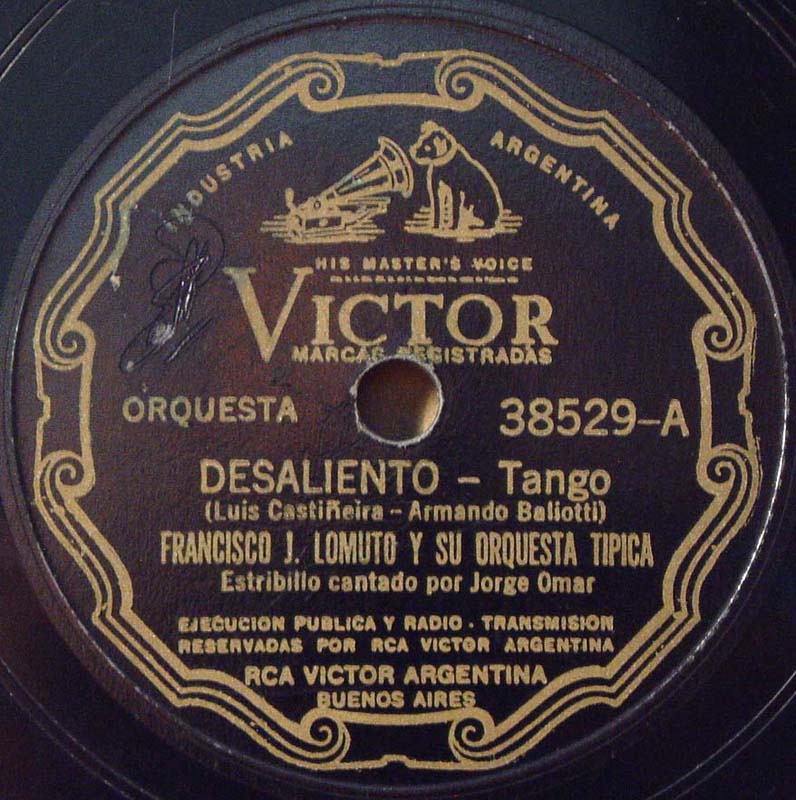 INDUSTRIA ARGENTINA
HIS MASTER'S VOICE
VICTOR
MARCAS REGISTRADAS
ORQUESTA 38529-A
DESALIENTO - Tango
(Luis Castiñeira - Armando Baliotti)
FRANCISCO J. LOMUTO Y SU ORQUESTA TIPICA
Estribillo cantado por Jorge Omar
EJECUCION PUBLICA Y RADIO - TRANSMISION
RESERVADAS POR RCA VICTOR ARGENTINA
RCA VICTOR ARGENTINA
BUENOS AIRES